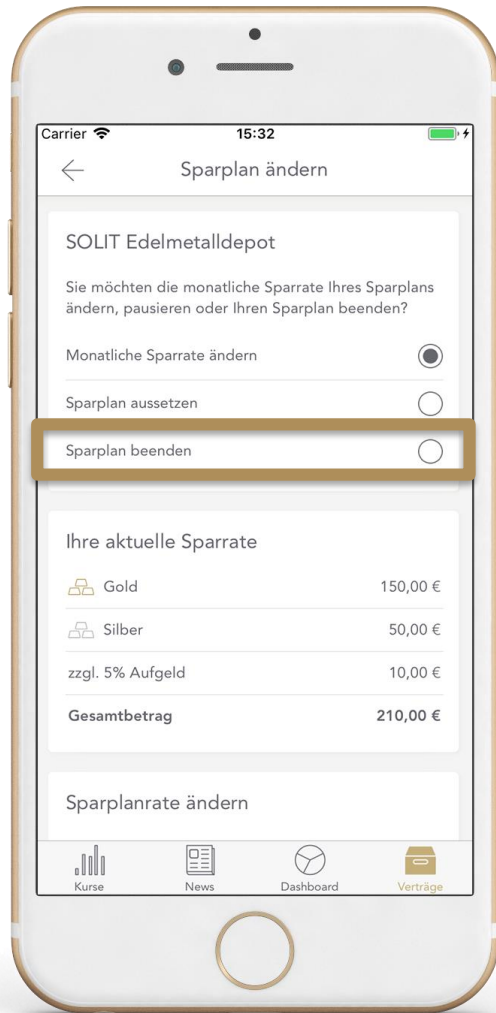 Carrier 15:32
Sparplan ändern
SOLIT Edelmetalldepot
Sie möchten die monatliche Sparrate Ihres Sparplans
ändern, pausieren oder Ihren Sparplan beenden?
Monatliche Sparrate ändern
Sparplan aussetzen
Sparplan beenden
Ihre aktuelle Sparrate
Gold 150,00 €
Silber 50,00 €
zzgl. 5% Aufgeld 10,00 €
Gesamtbetrag 210,00 €
Sparplanrate ändern
Kurse News Dashboard Verträge